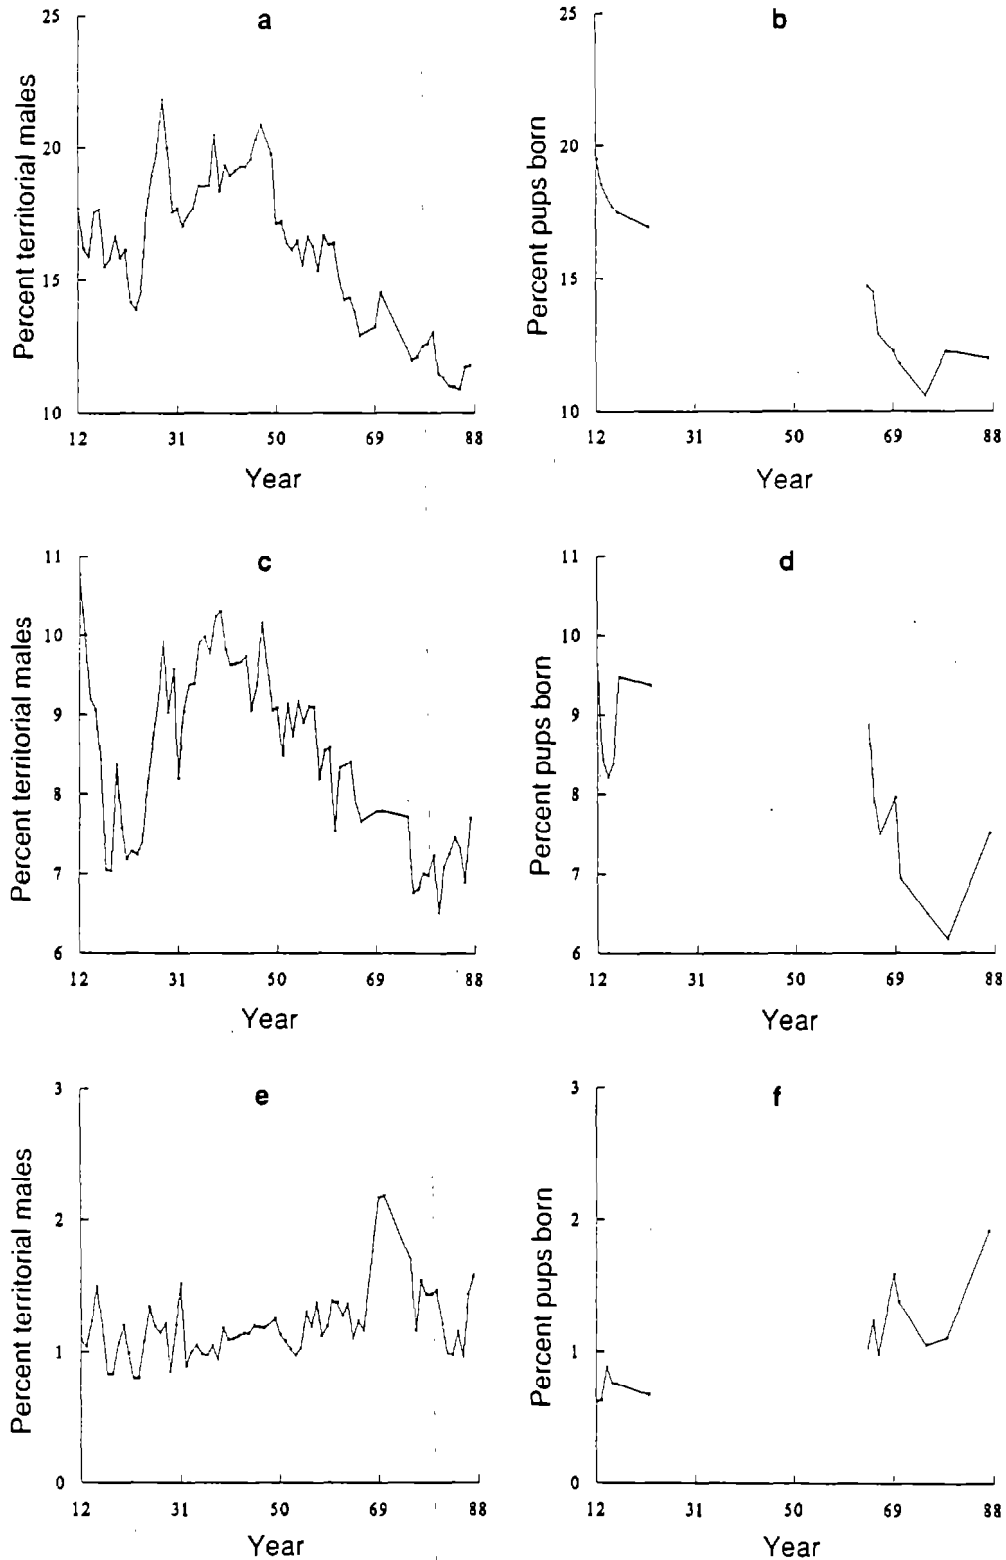 a
25
20
15
10
Percent territorial males
12 31 50 69 88
Year
b
25
20
15
10
Percent pups born
12 31 50 69 88
Year
c
11
10
9
8
7
6
Percent territorial males
12 31 50 69 88
Year
d
11
10
9
8
7
6
Percent pups born
12 31 50 69 88
Year
e
3
2
1
0
Percent territorial males
12 31 50 69 88
Year
f
3
2
1
0
Percent pups born
12 31 50 69 88
Year